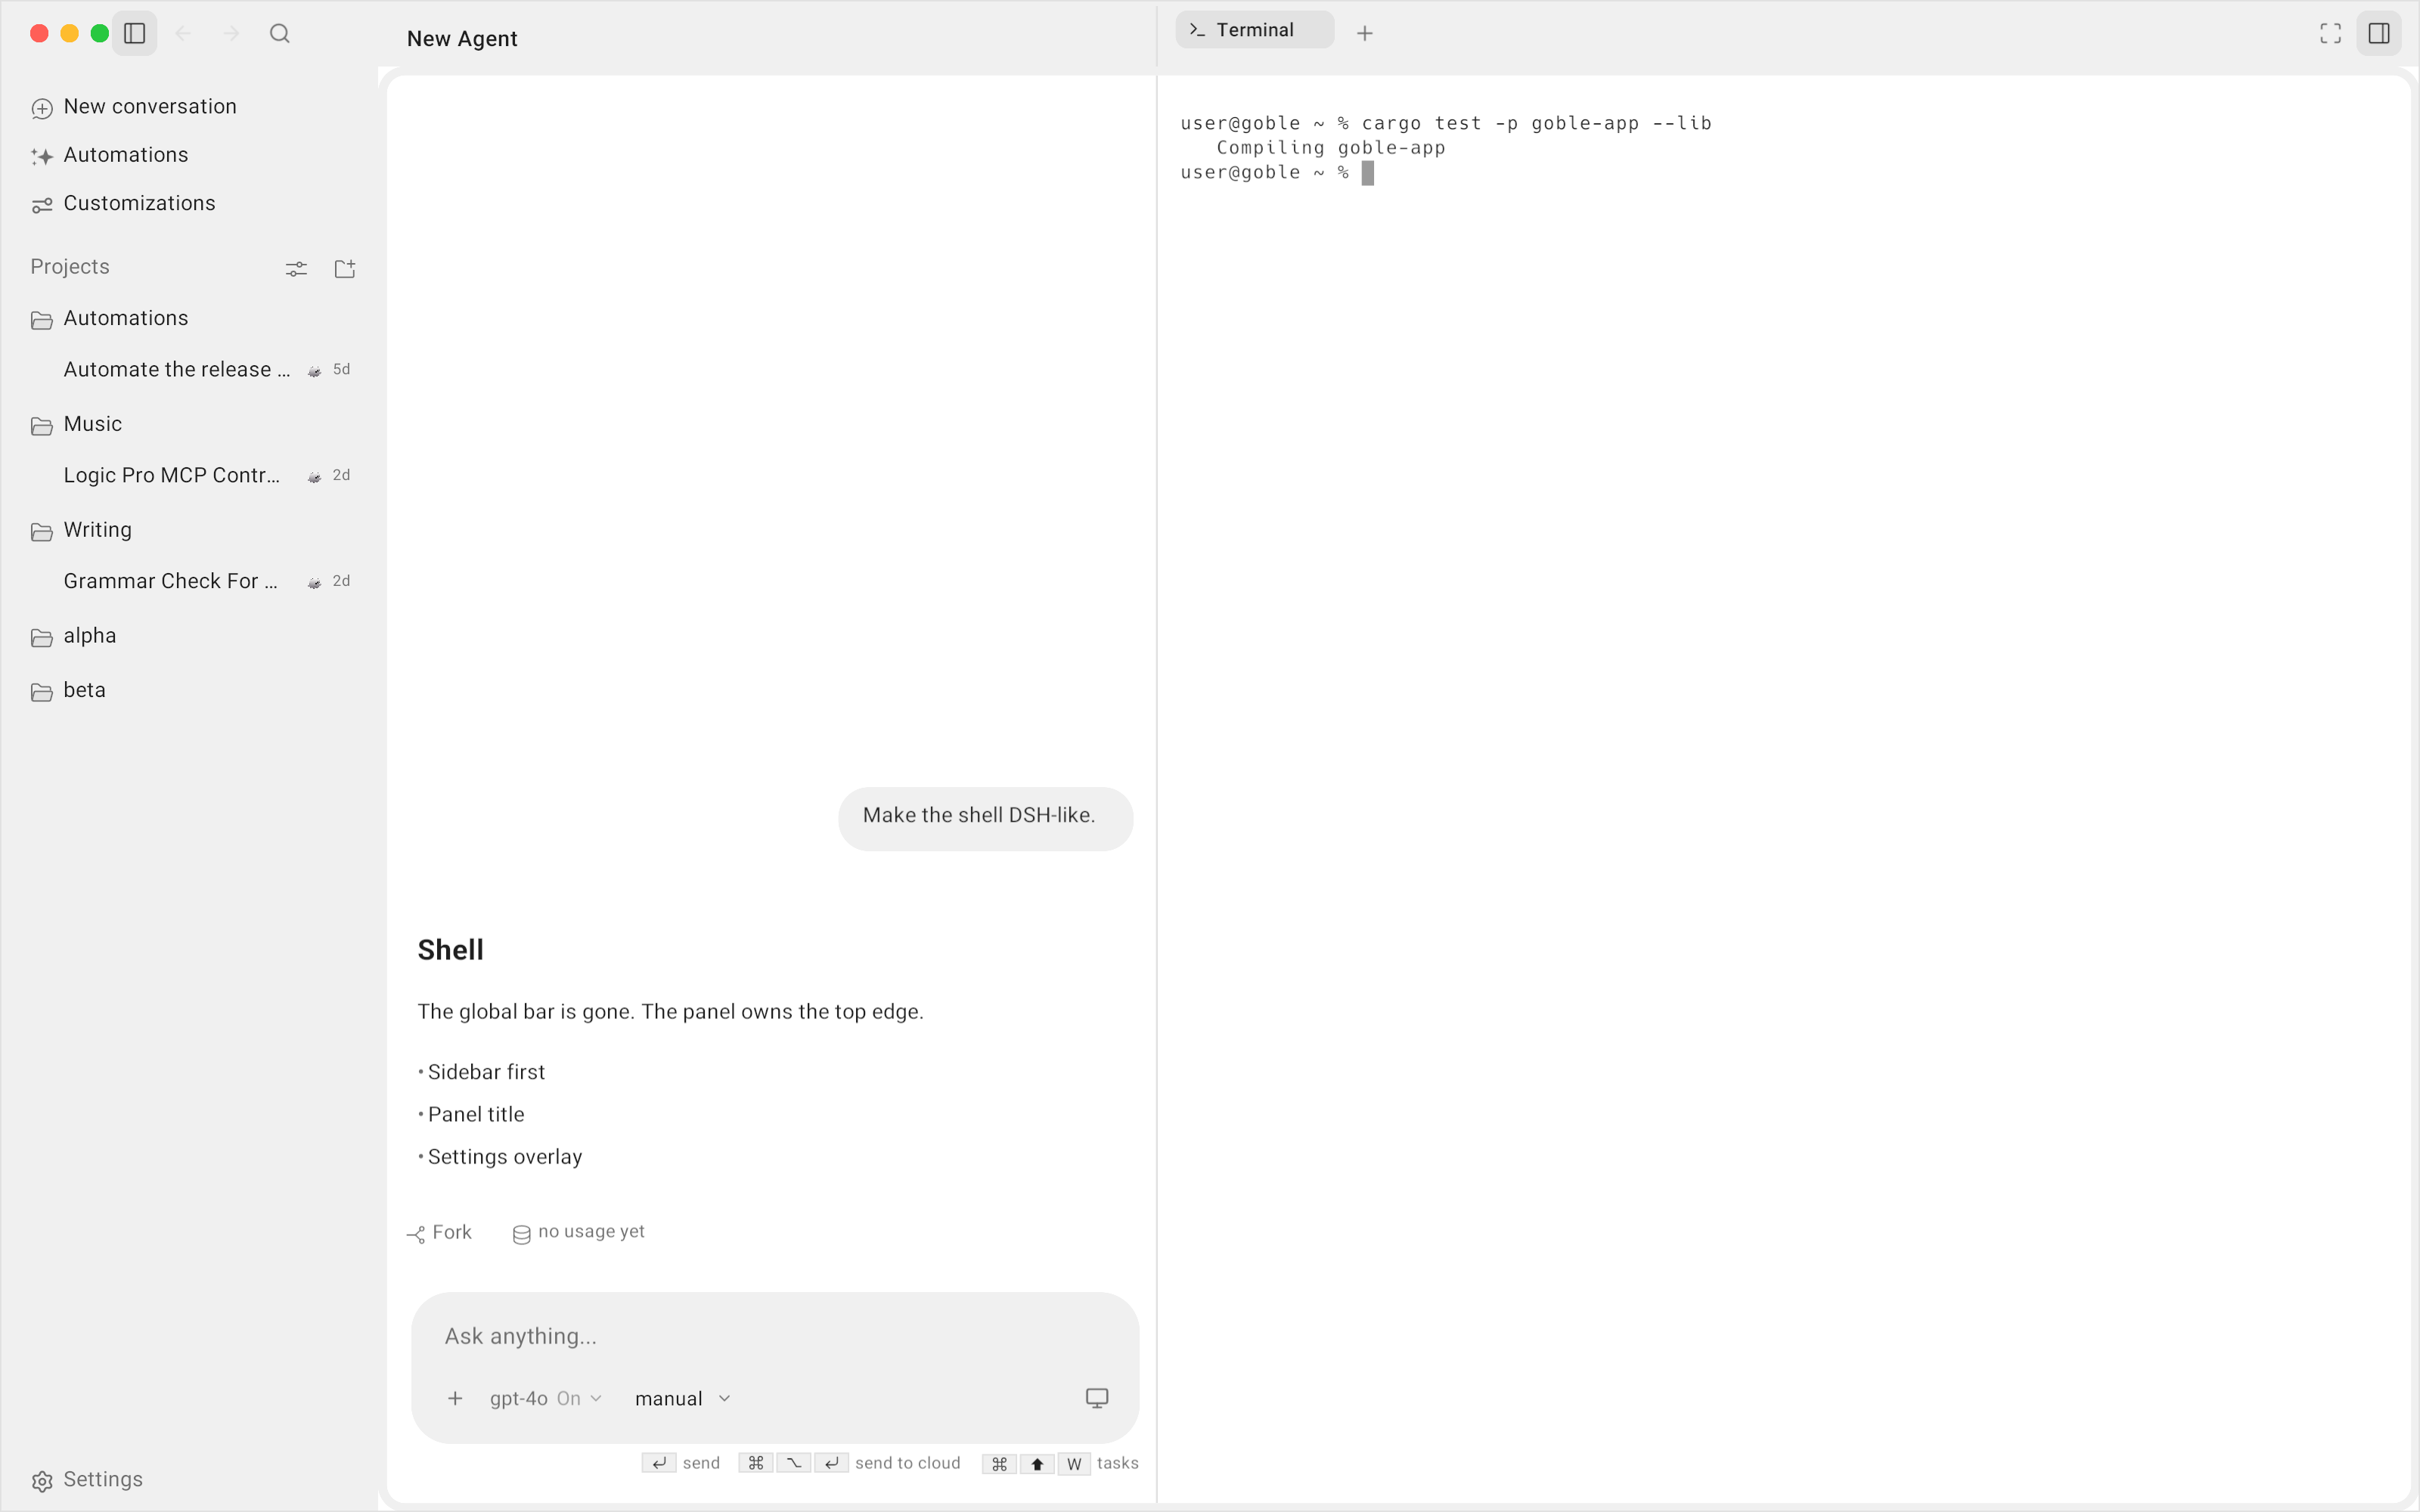 New Agent
Terminal
New conversation
Automations
Customizations
Projects
Automations
Automate the release ... 5d
Music
Logic Pro MCP Contr... 2d
Writing
Grammar Check For ... 2d
alpha
beta
Settings
Make the shell DSH-like.
Shell
The global bar is gone. The panel owns the top edge.
• Sidebar first
• Panel title
• Settings overlay
Fork no usage yet
Ask anything...
+ gpt-4o On manual
↵ send ⌘ ⌥ ↵ send to cloud ⌘ ⬆ W tasks
user@goble ~ % cargo test -p goble-app --lib
Compiling goble-app
user@goble ~ %